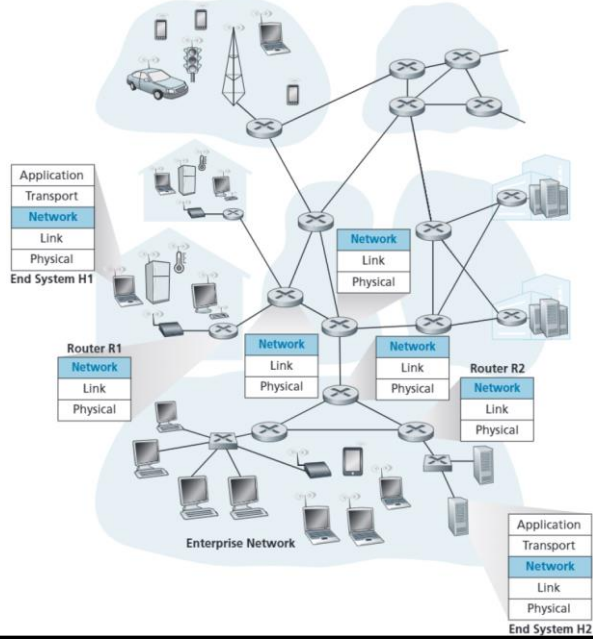 Application
Transport
Network
Link
Physical
End System H1
Network
Link
Physical
Router R1
Network
Link
Physical
Network
Link
Physical
Network
Link
Physical
Router R2
Network
Link
Physical
Enterprise Network
Application
Transport
Network
Link
Physical
End System H2